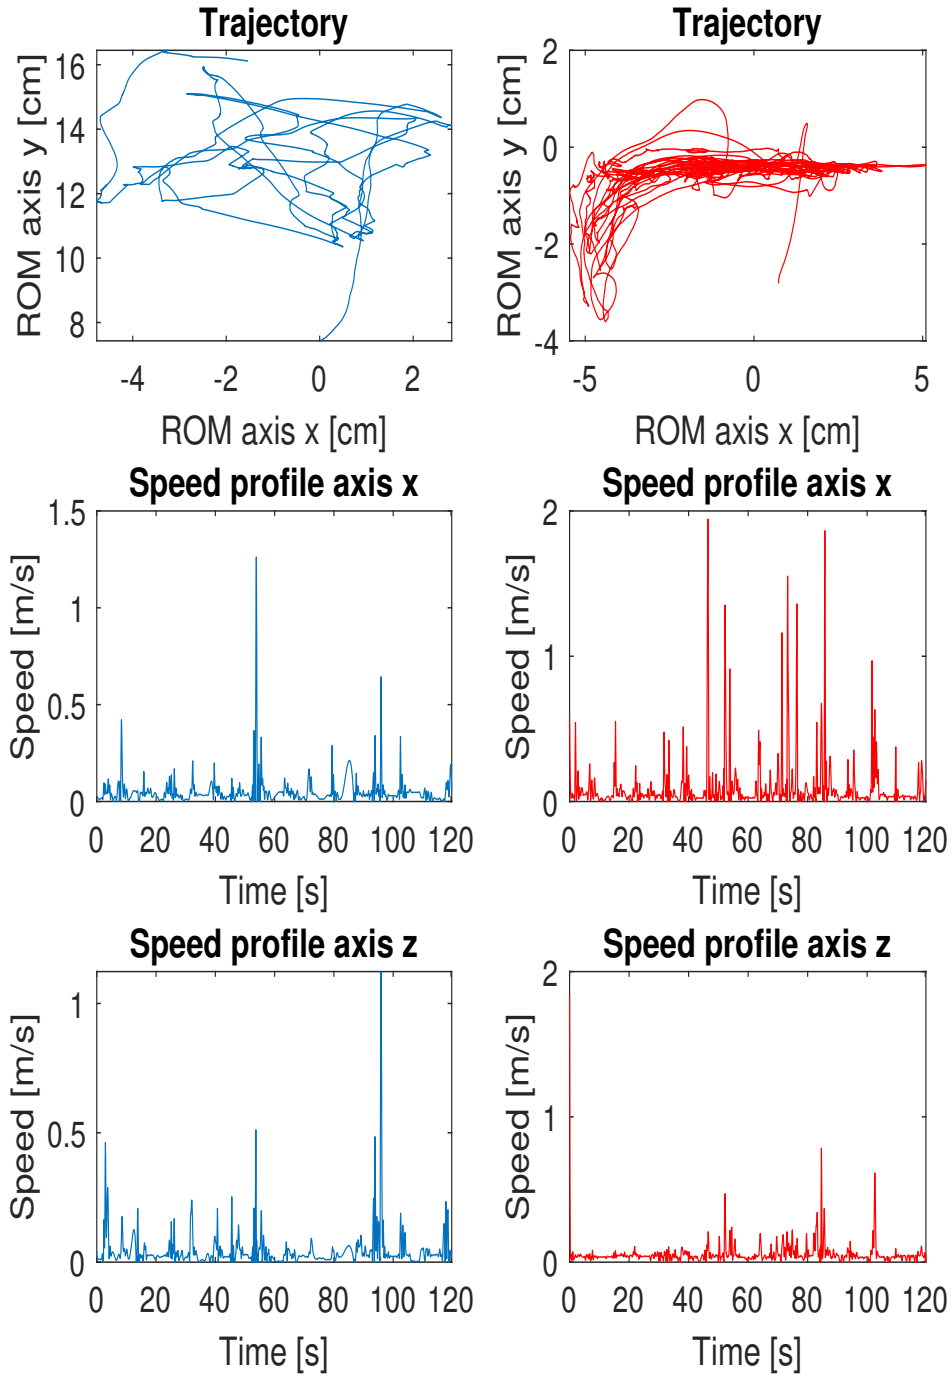 Trajectory
ROM axis y [cm]
16
14
12
10
8
-4 -2 0 2
ROM axis x [cm]
Trajectory
ROM axis y [cm]
2
0
-2
-4
-5 0 5
ROM axis x [cm]
Speed profile axis x
Speed [m/s]
1.5
1
0.5
0
0 20 40 60 80 100 120
Time [s]
Speed profile axis x
Speed [m/s]
2
1
0
0 20 40 60 80 100 120
Time [s]
Speed profile axis z
Speed [m/s]
1
0.5
0
0 20 40 60 80 100 120
Time [s]
Speed profile axis z
Speed [m/s]
2
1
0
0 20 40 60 80 100 120
Time [s]